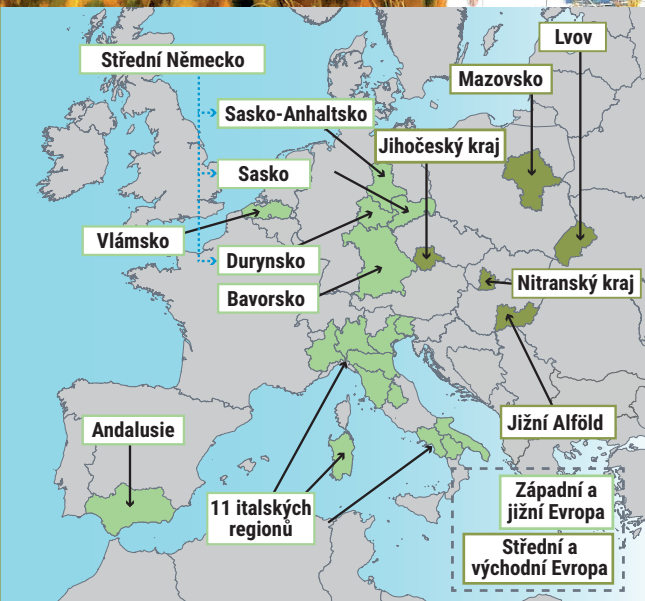 Lvov
Střední Německo
Mazovsko
Sasko-Anhaltsko
Jihočeský kraj
Sasko
Vlámsko
Durynsko
Nitranský kraj
Bavorsko
Andalusie
Jižní Alföld
11 italských
regionů
Západní a
jižní Evropa
Střední a
východní Evropa